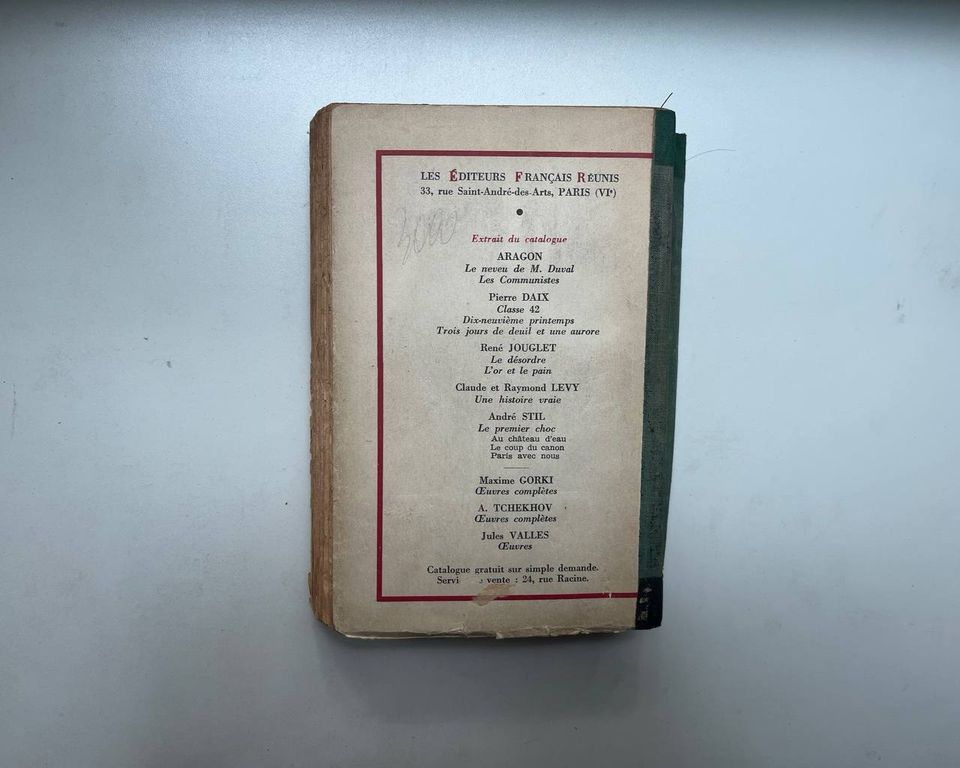 LES ÉDITEURS FRANÇAIS RÉUNIS
33, rue Saint-André-des-Arts, PARIS (VIᵉ)
3000
Extrait du catalogue
ARAGON
Le neveu de M. Duval
Les Communistes
Pierre DAIX
Classe 42
Dix-neuvième printemps
Trois jours de deuil et une aurore
René JOUGLET
Le désordre
L'or et le pain
Claude et Raymond LEVY
Une histoire vraie
André STIL
Le premier choc
Au château d'eau
Le coup du canon
Paris avec nous
Maxime GORKI
Œuvres complètes
A. TCHEKHOV
Œuvres complètes
Jules VALLES
Œuvres
Catalogue gratuit sur simple demande.
Servi vente : 24, rue Racine.